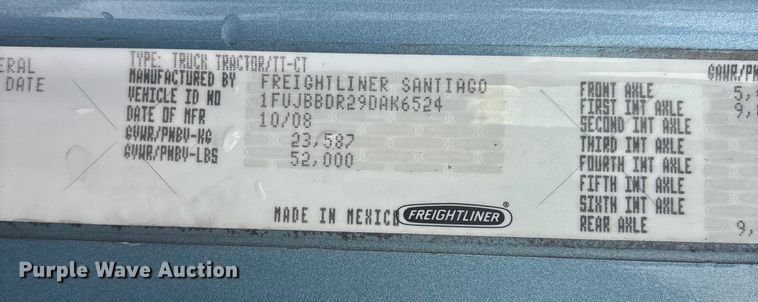 ERAL
DATE
TYPE: TRUCK TRACTOR/TT-CT
MANUFACTURED BY FREIGHTLINER SANTIAGO
VEHICLE ID NO 1FUJBBDR29DAK6524
DATE OF MFR 10/08
GVWR/PNBV-KG 23,587
GVWR/PNBV-LBS 52,000
MADE IN MEXICO FREIGHTLINER®
GAWR/PN
FRONT AXLE 5,
FIRST INT AXLE 9,
SECOND INT AXLE
THIRD INT AXLE
FOURTH INT AXLE
FIFTH INT AXLE
SIXTH INT AXLE
REAR AXLE 9,
Purple Wave Auction